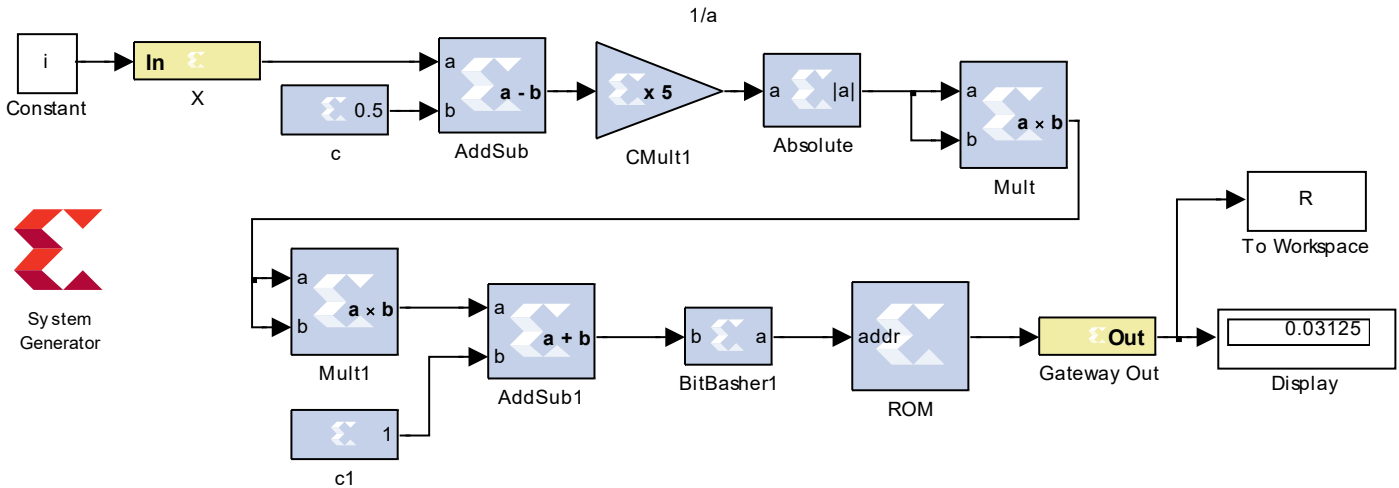 1/a
i
Constant
In
X
0.5
c
a
b
a - b
AddSub
x 5
CMult1
a
|a|
Absolute
a
b
a × b
Mult
R
To Workspace
System
Generator
a
b
a × b
Mult1
a
b
a + b
AddSub1
1
c1
b
a
BitBasher1
addr
ROM
Out
Gateway Out
0.03125
Display